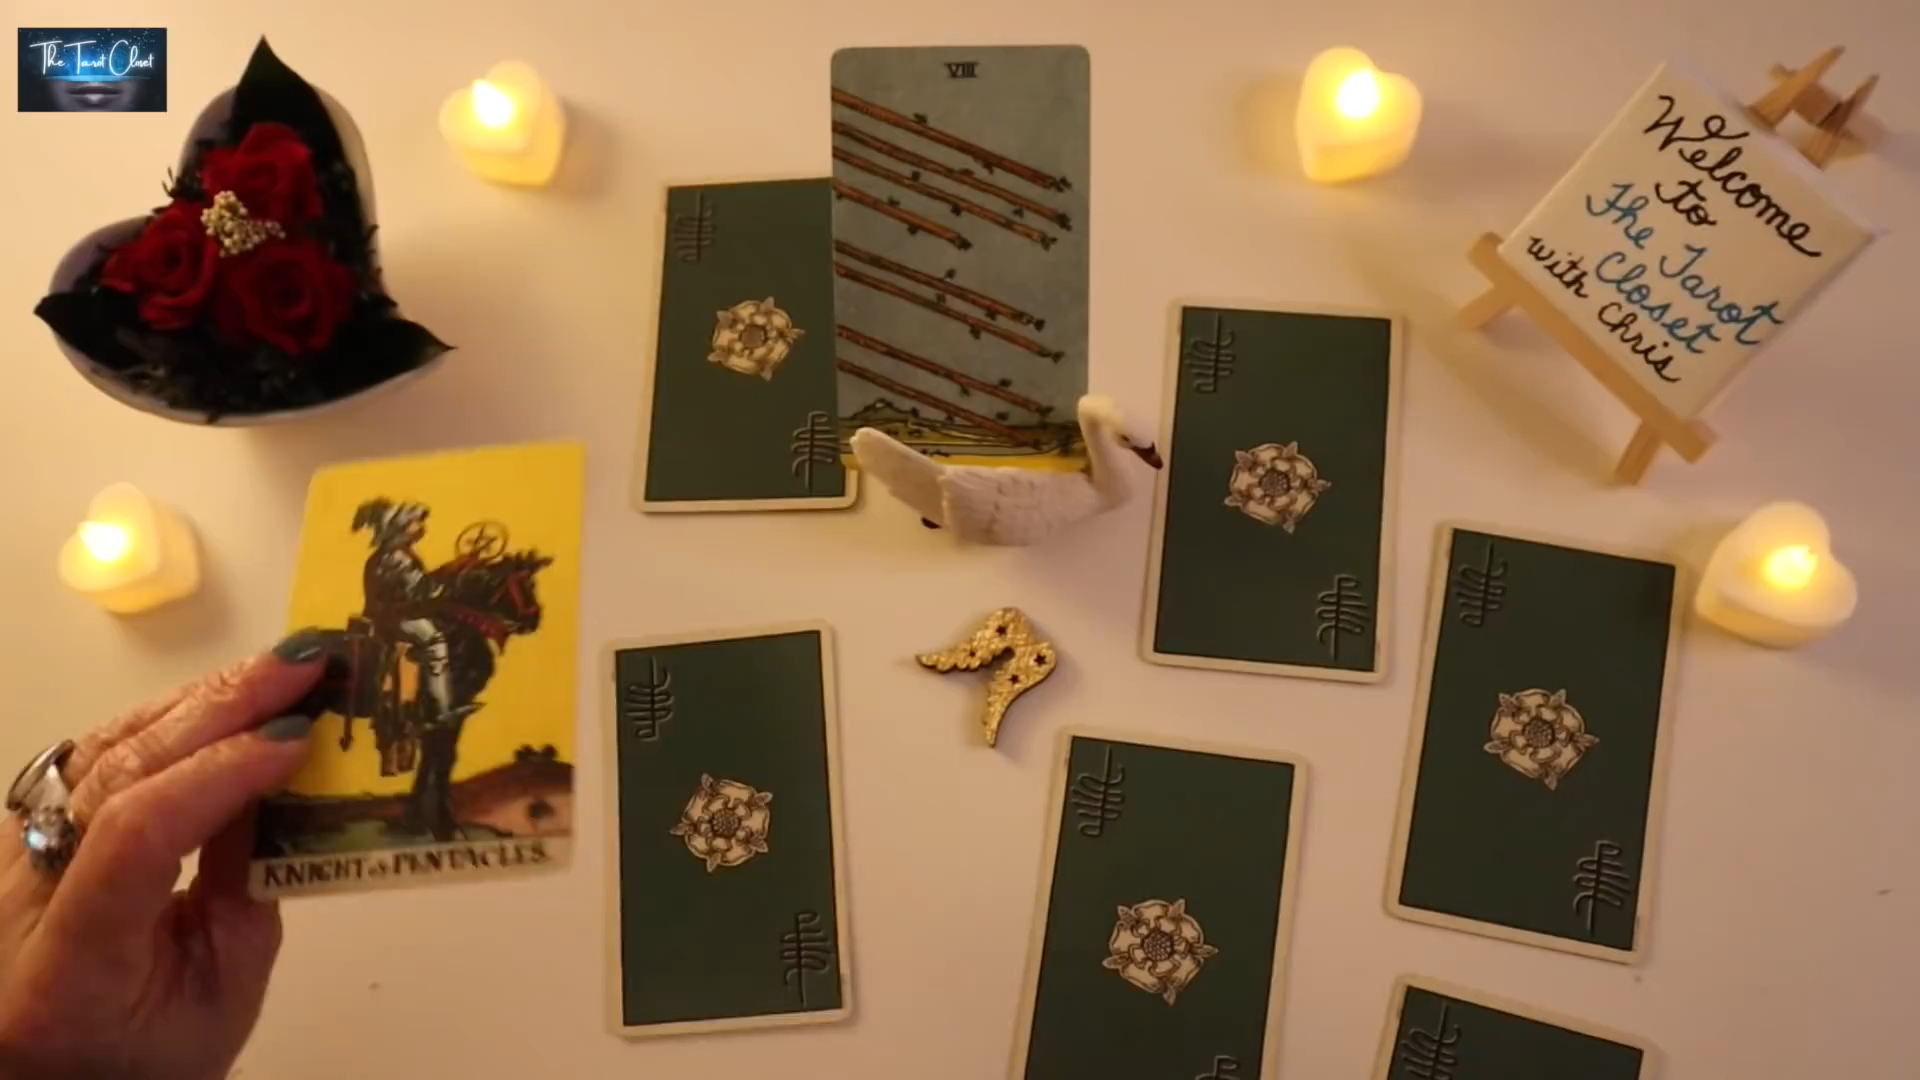 The Tarot Closet
VIII
Welcome
to
The Tarot
Closet
with Chris
KNIGHT of PENTACLES.